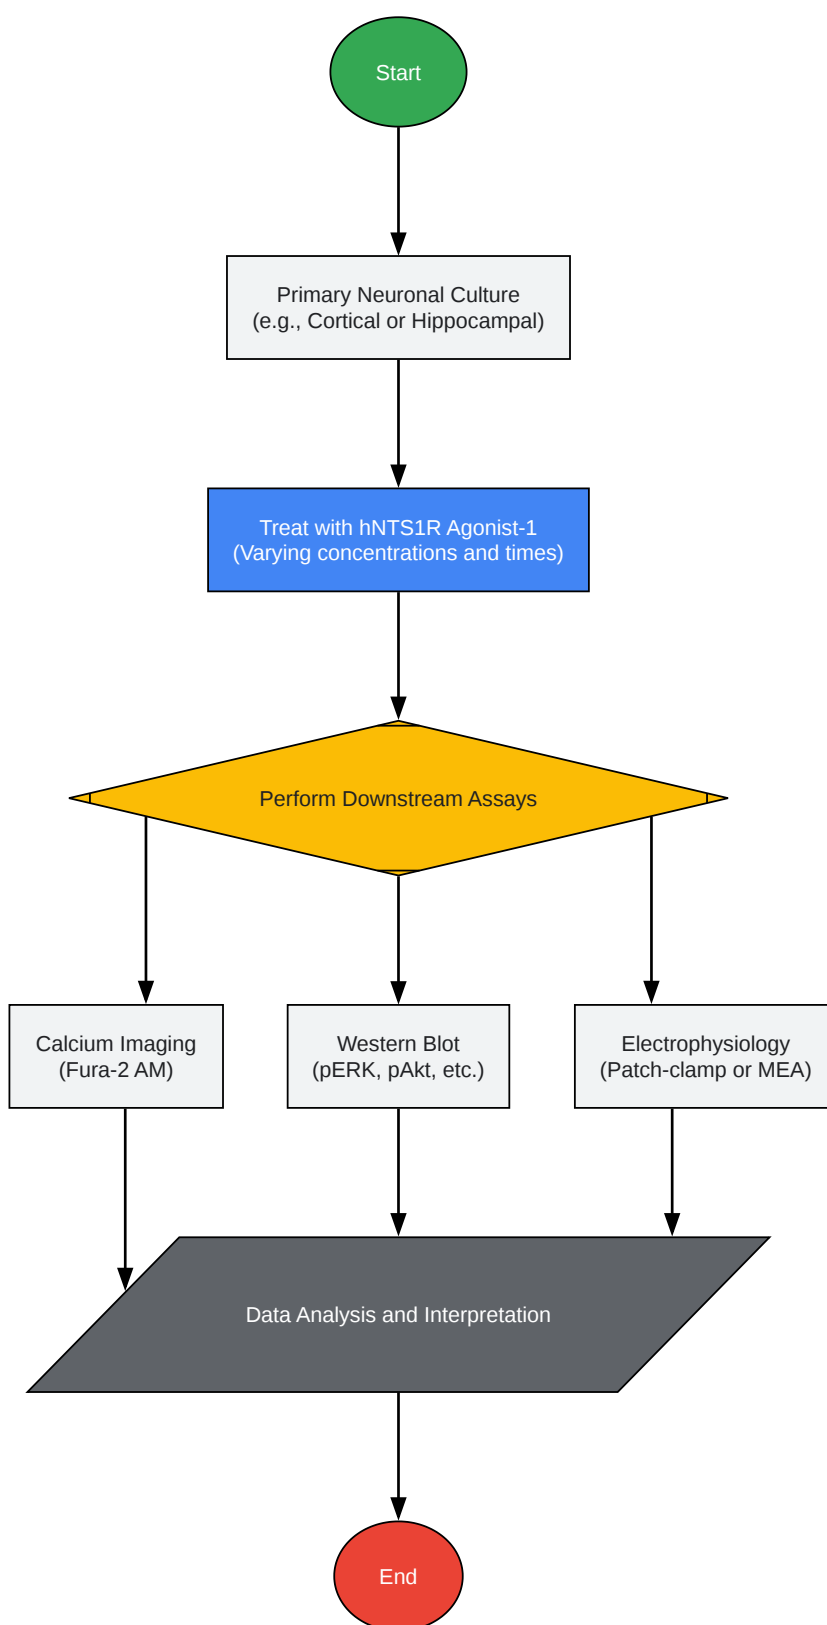 Start
Primary Neuronal Culture
(e.g., Cortical or Hippocampal)
Treat with hNTS1R Agonist-1
(Varying concentrations and times)
Perform Downstream Assays
Calcium Imaging
(Fura-2 AM)
Western Blot
(pERK, pAkt, etc.)
Electrophysiology
(Patch-clamp or MEA)
Data Analysis and Interpretation
End